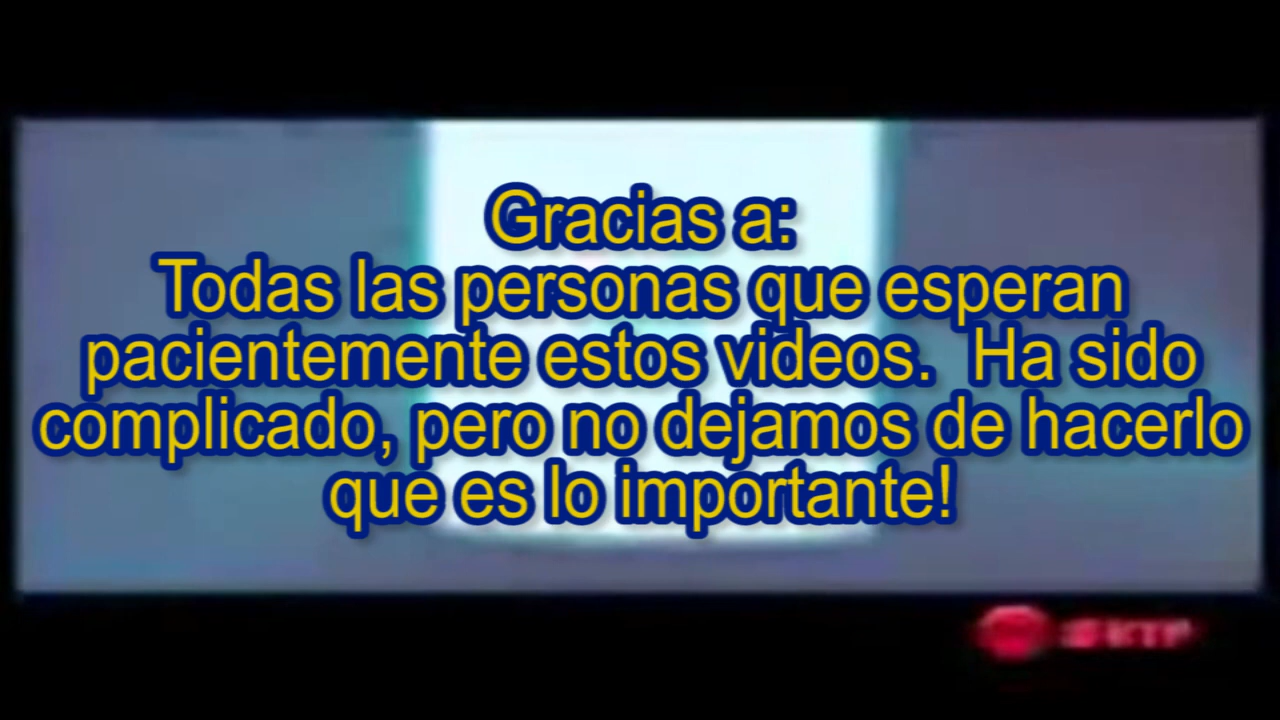 Gracias a:
Todas las personas que esperan
pacientemente estos videos.  Ha sido
complicado, pero no dejamos de hacerlo
que es lo importante!